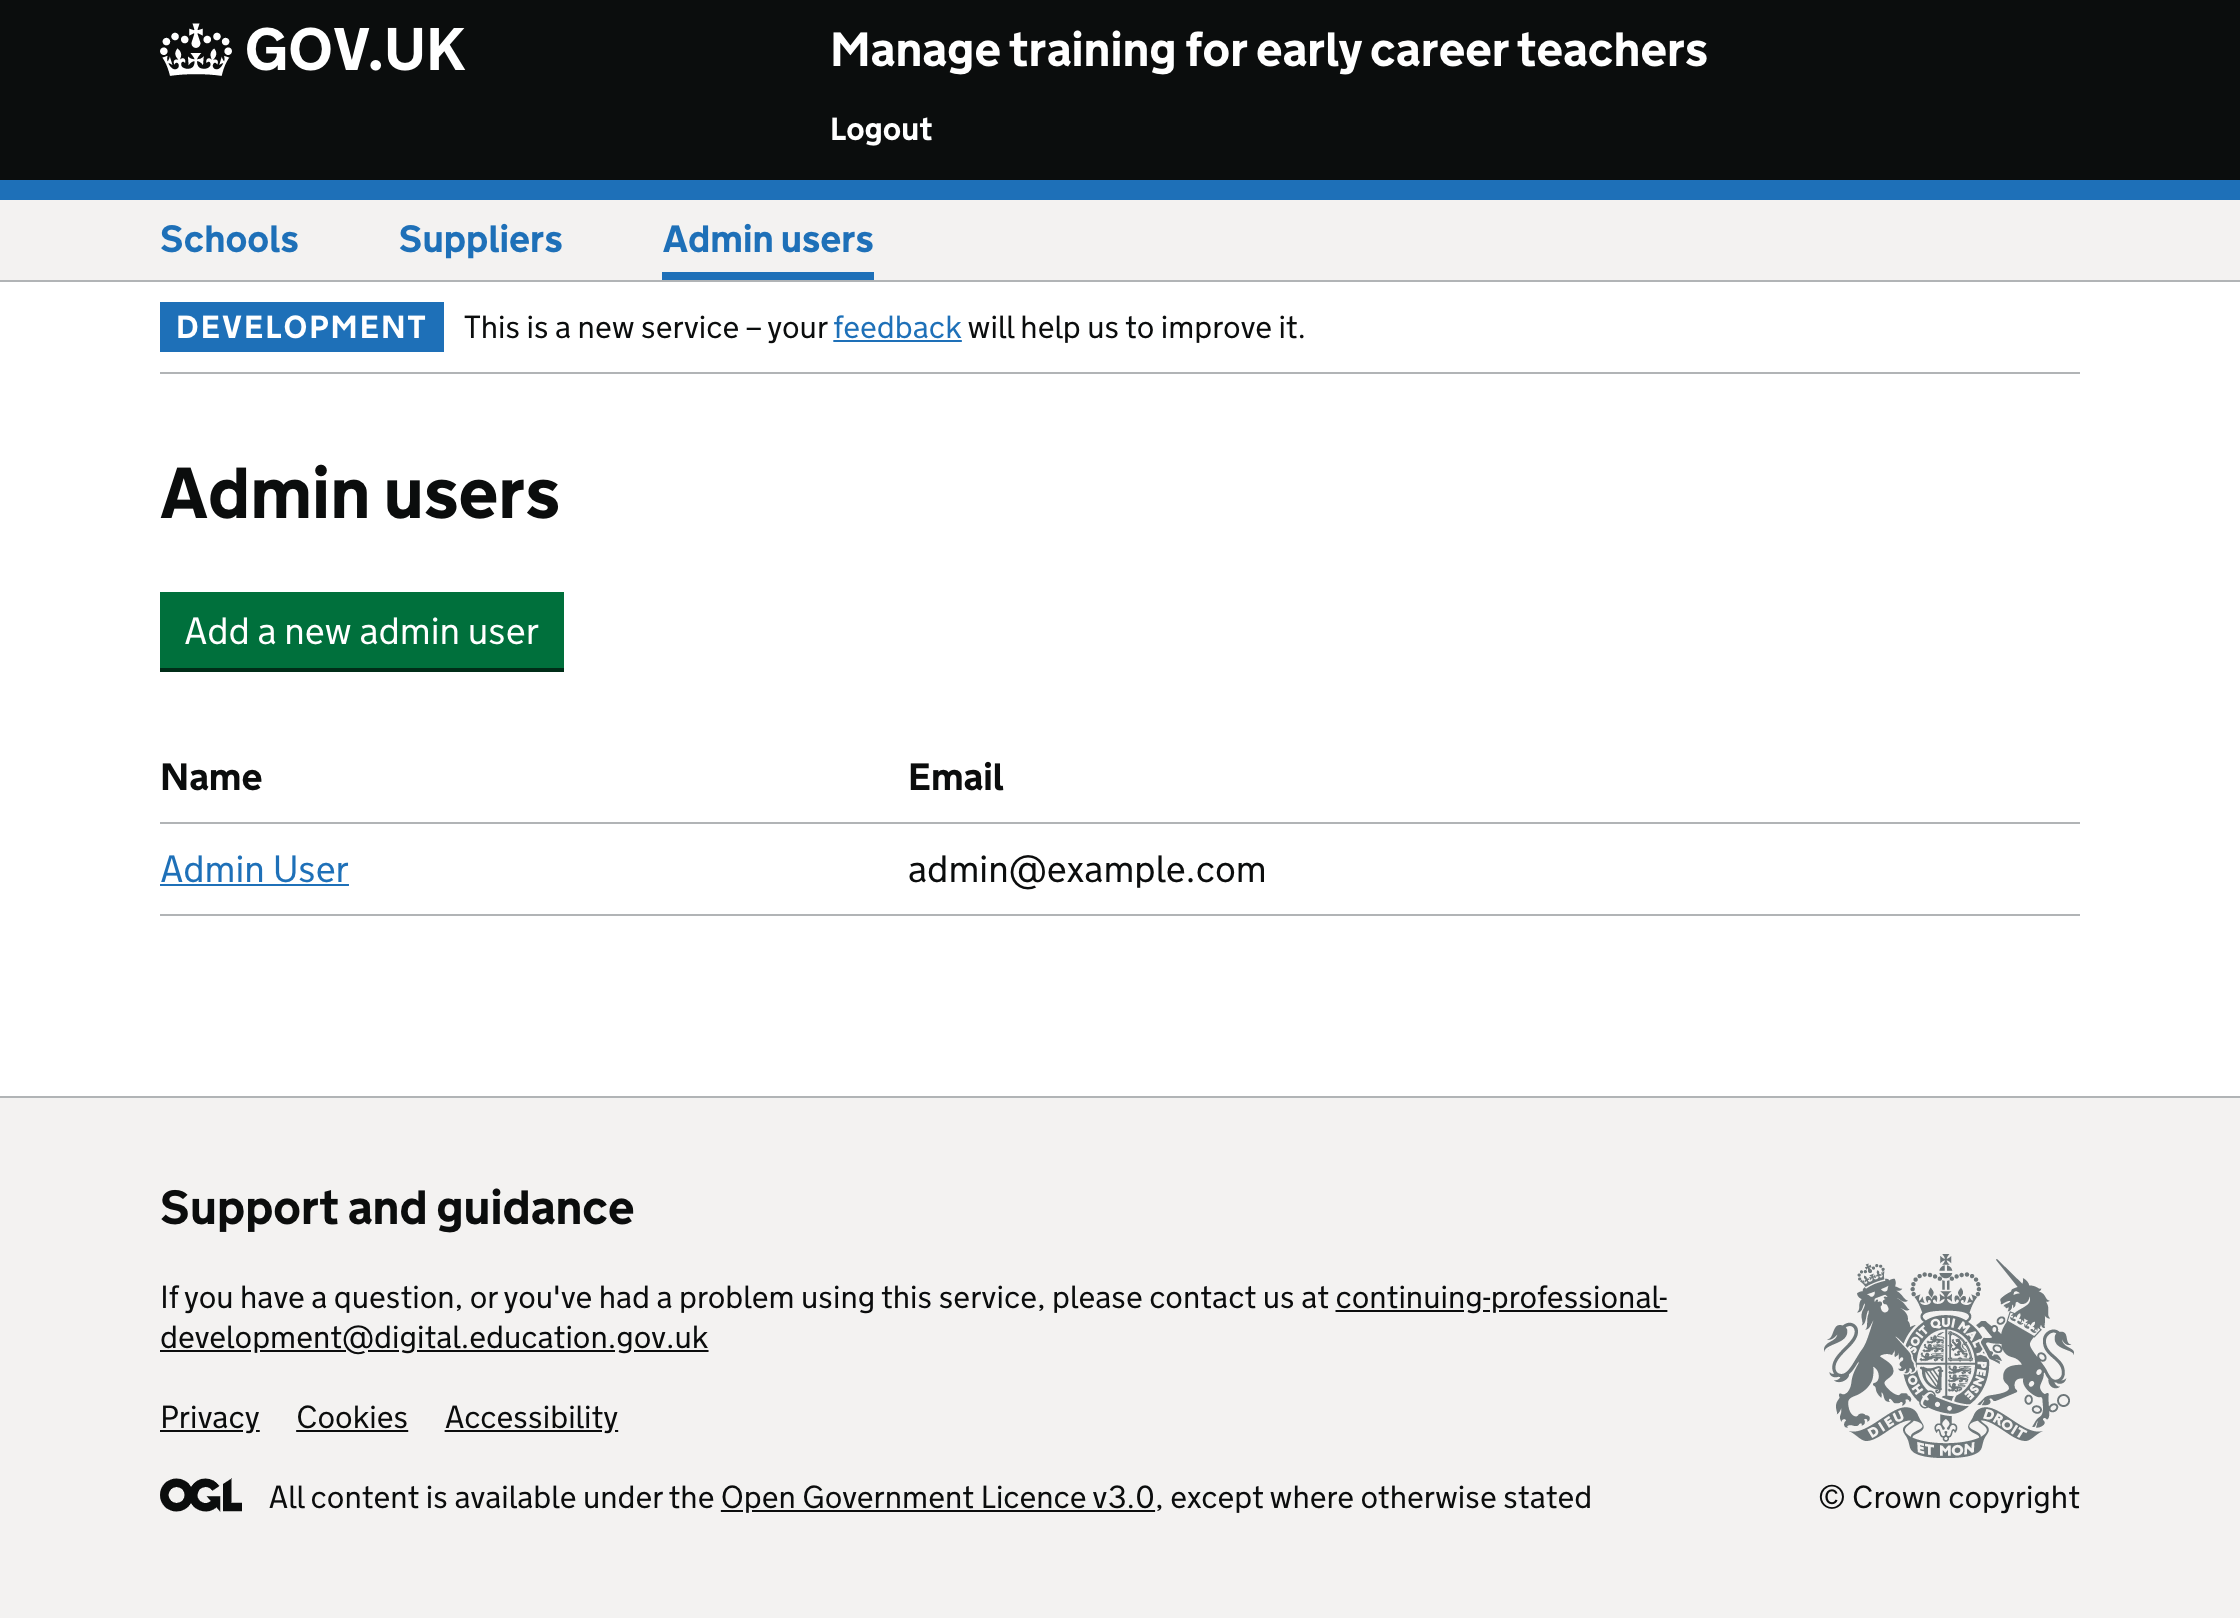 GOV.UK
Manage training for early career teachers
Logout
Schools Suppliers Admin users
DEVELOPMENT This is a new service – your feedback will help us to improve it.
Admin users
Add a new admin user
Name Email
Admin User admin@example.com
Support and guidance
If you have a question, or you've had a problem using this service, please contact us at continuing-professional-
development@digital.education.gov.uk
Privacy Cookies Accessibility
OGL All content is available under the Open Government Licence v3.0, except where otherwise stated
SOIT QUI MAL Y PENSE
DIEU ET MON DROIT
© Crown copyright